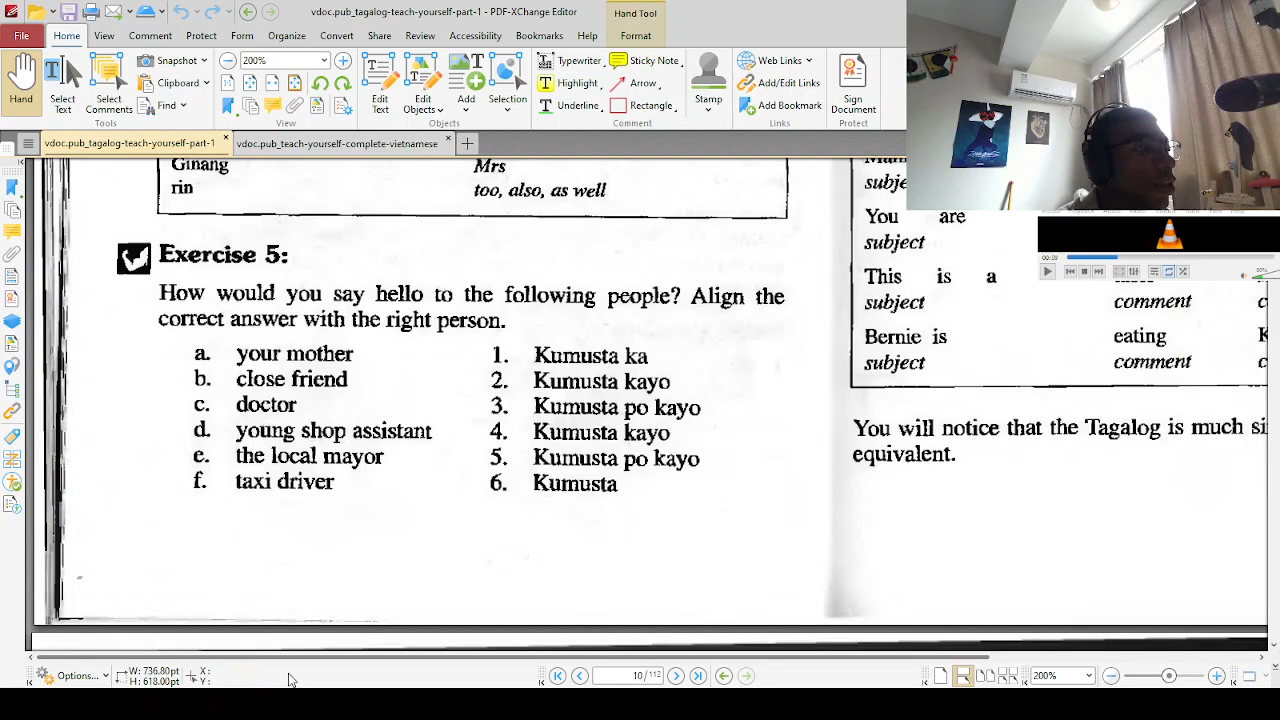 vdoc.pub_tagalog-teach-yourself-part-1 - PDF-XChange Editor
Hand Tool
File Home View Comment Protect Form Organize Convert Share Review Accessibility Bookmarks Help Format
Hand
Select Text
Select Comments
Snapshot
Clipboard
Find
Tools
200%
View
Edit Text
Edit Objects
Add
Selection
Objects
Typewriter
Highlight
Underline
Sticky Note
Arrow
Rectangle
Comment
Stamp
Web Links
Add/Edit Links
Add Bookmark
Links
Sign Document
Protect
vdoc.pub_tagalog-teach-yourself-part-1
vdoc.pub_teach-yourself-complete-vietnamese
Ginang Mrs
rin too, also, as well
Exercise 5:
How would you say hello to the following people? Align the
correct answer with the right person.
a. your mother 1. Kumusta ka
b. close friend 2. Kumusta kayo
c. doctor 3. Kumusta po kayo
d. young shop assistant 4. Kumusta kayo
e. the local mayor 5. Kumusta po kayo
f. taxi driver 6. Kumusta
You are
subject
This is a
subject comment
Bernie is eating
subject comment
You will notice that the Tagalog is much
equivalent.
00:59
Options...
W: 736.80pt
H: 618.00pt
X:
Y:
10 / 112
200%